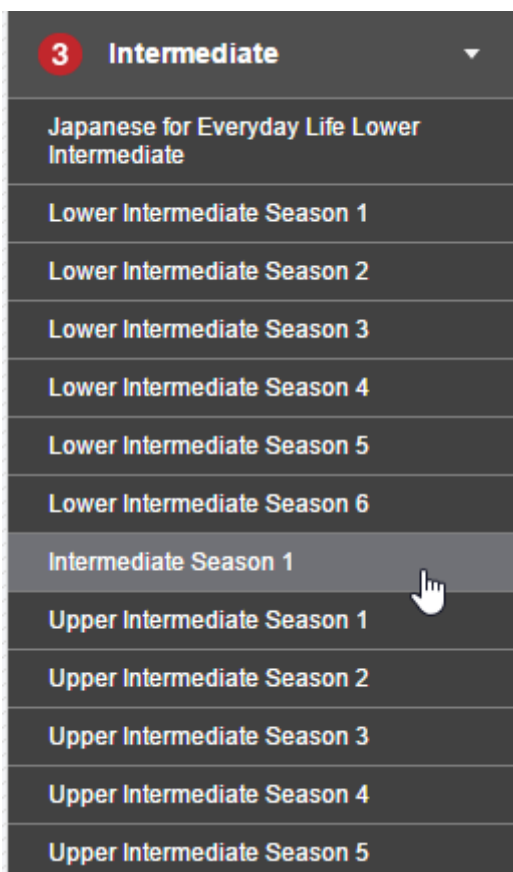 3 Intermediate
Japanese for Everyday Life Lower
Intermediate
Lower Intermediate Season 1
Lower Intermediate Season 2
Lower Intermediate Season 3
Lower Intermediate Season 4
Lower Intermediate Season 5
Lower Intermediate Season 6
Intermediate Season 1
Upper Intermediate Season 1
Upper Intermediate Season 2
Upper Intermediate Season 3
Upper Intermediate Season 4
Upper Intermediate Season 5